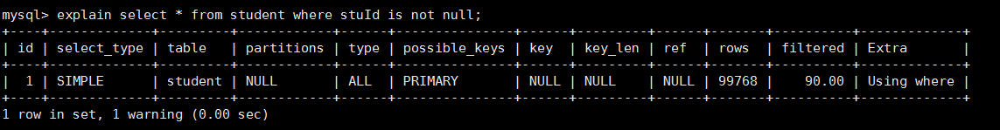 mysql> explain select * from student where stuId is not null;
+----+-------------+---------+------------+------+---------------+------+---------+------+-------+----------+-------------+
| id | select_type | table   | partitions | type | possible_keys | key  | key_len | ref  | rows  | filtered | Extra       |
+----+-------------+---------+------------+------+---------------+------+---------+------+-------+----------+-------------+
|  1 | SIMPLE      | student | NULL       | ALL  | PRIMARY       | NULL | NULL    | NULL | 99768 |    90.00 | Using where |
+----+-------------+---------+------------+------+---------------+------+---------+------+-------+----------+-------------+
1 row in set, 1 warning (0.00 sec)